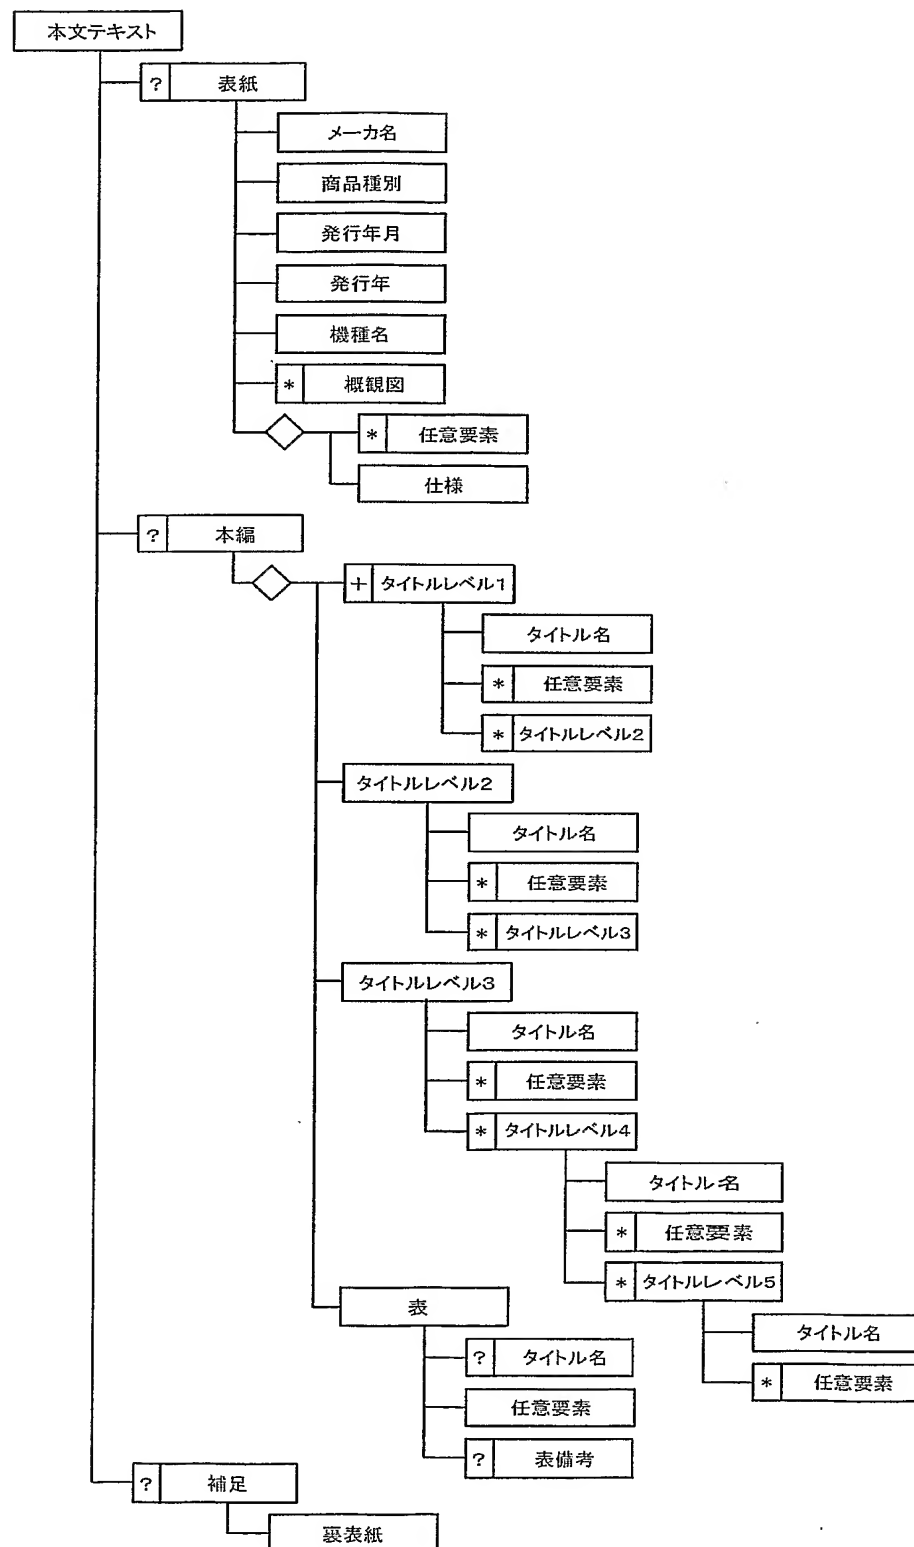 本文テキスト
? 表紙
メーカ名
商品種別
発行年月
発行年
機種名
* 概観図
* 任意要素
仕様
? 本編
+ タイトルレベル1
タイトル名
* 任意要素
* タイトルレベル2
タイトルレベル2
タイトル名
* 任意要素
* タイトルレベル3
タイトルレベル3
タイトル名
* 任意要素
* タイトルレベル4
タイトル名
* 任意要素
* タイトルレベル5
表
タイトル名
? タイトル名
* 任意要素
任意要素
? 表備考
? 補足
裏表紙